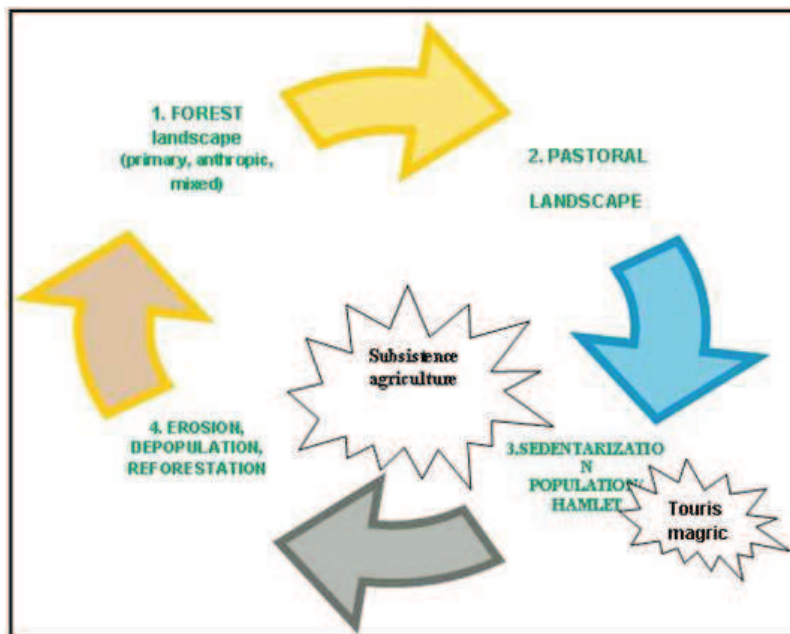 1. FOREST
landscape
(primary, anthropic,
mixed)
2. PASTORAL
LANDSCAPE
Subsistence
agriculture
3.SEDENTARIZATIO
N
POPULATION/
HAMLET
Touris
magric
4. EROSION,
DEPOPULATION,
REFORESTATION